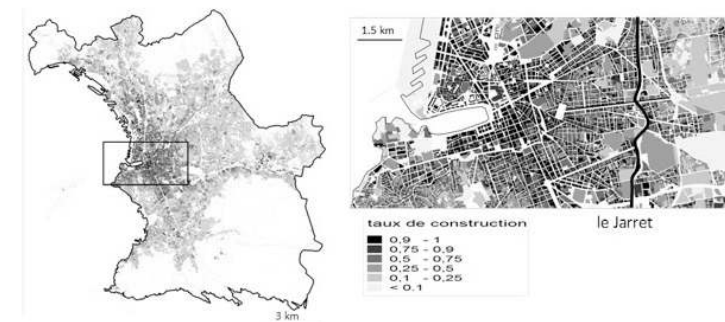 1.5 km
3 km
taux de construction
0,9 - 1
0,75 - 0,9
0,5 - 0,75
0,25 - 0,5
0,1 - 0,25
< 0.1
le Jarret